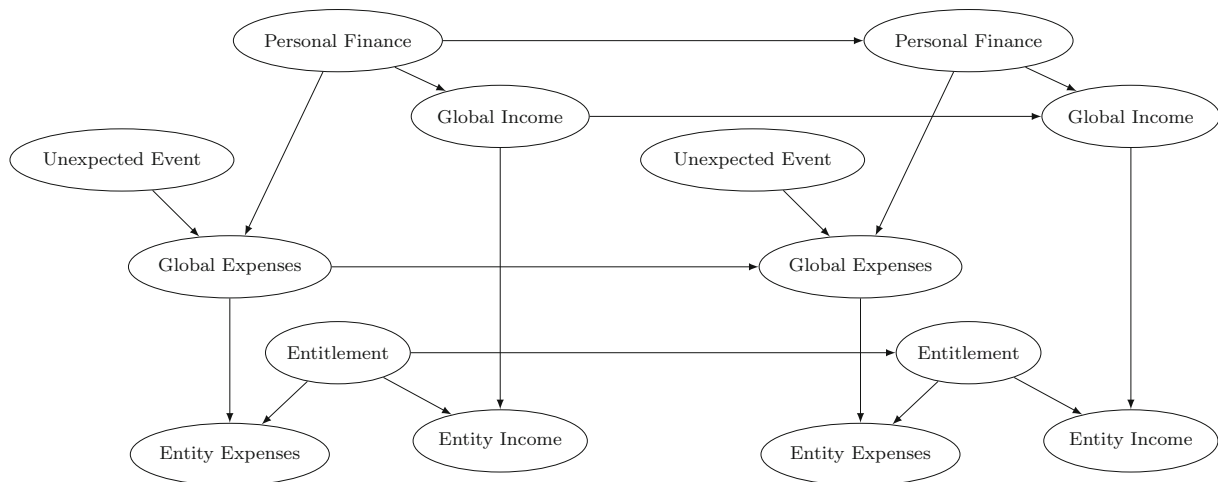 Personal Finance
Personal Finance
Global Income
Global Income
Unexpected Event
Unexpected Event
Global Expenses
Global Expenses
Entitlement
Entitlement
Entity Expenses
Entity Income
Entity Expenses
Entity Income